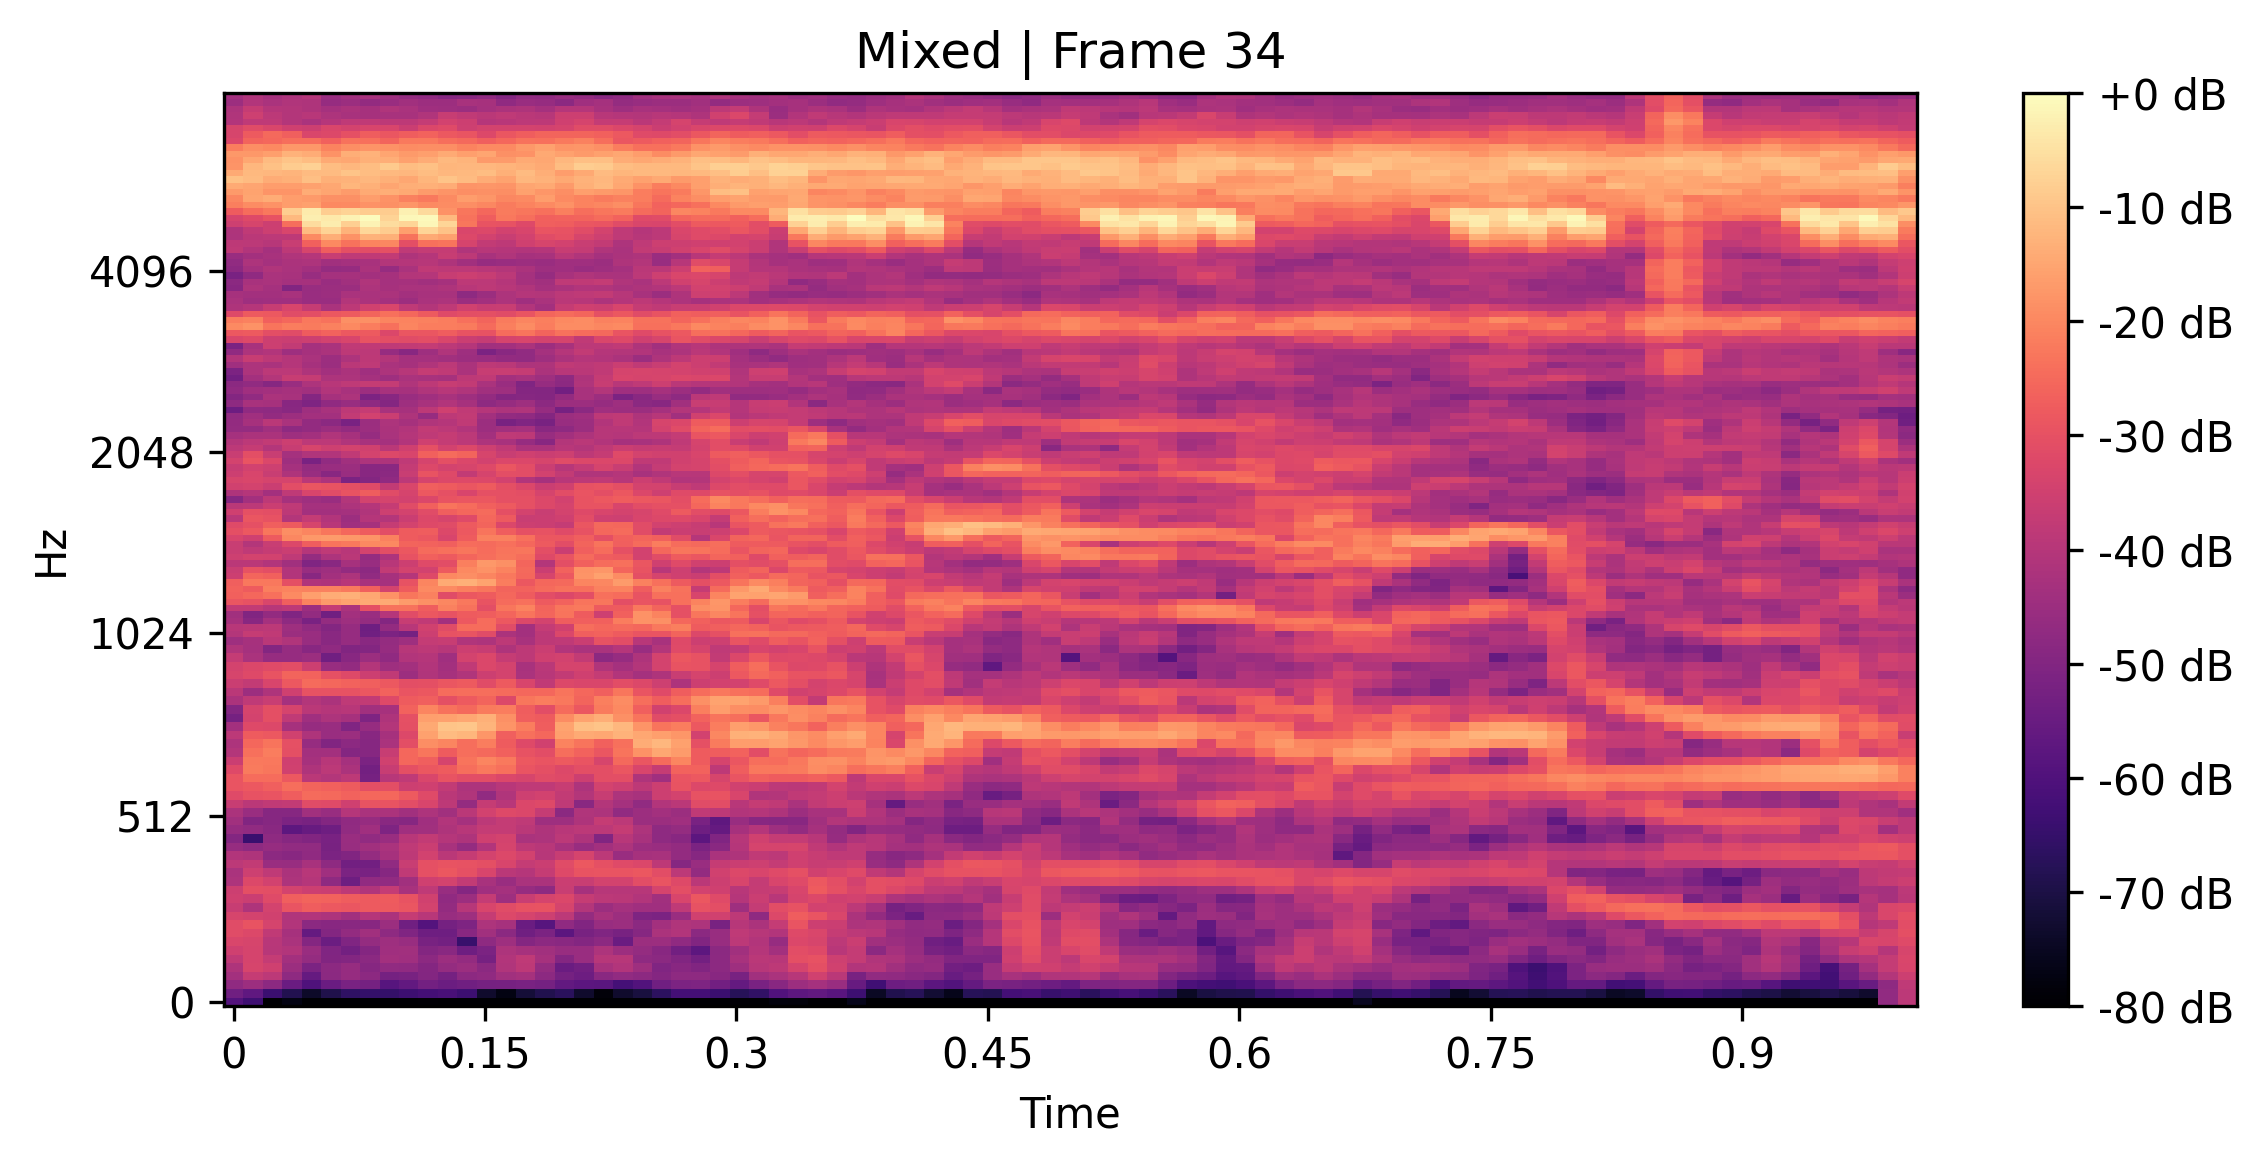 Mixed | Frame 34
+0 dB
-10 dB
-20 dB
-30 dB
-40 dB
-50 dB
-60 dB
-70 dB
-80 dB
Hz
4096
2048
1024
512
0
0 0.15 0.3 0.45 0.6 0.75 0.9
Time